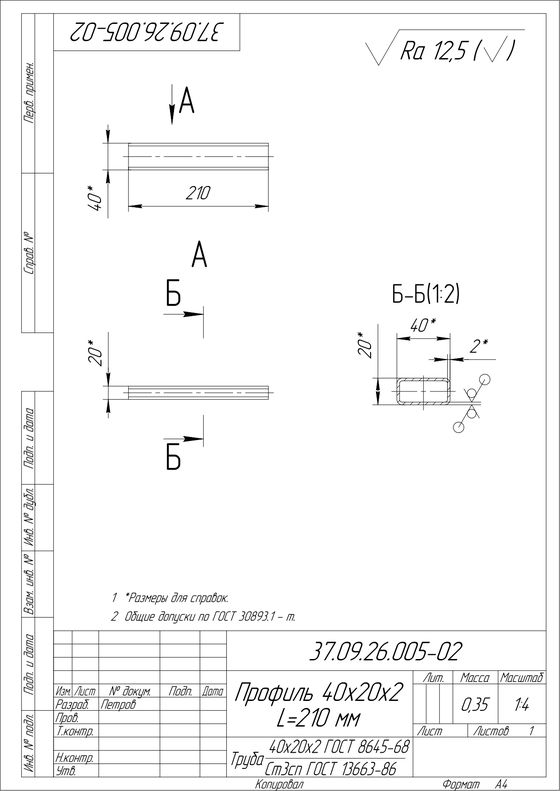 37.09.26.005-02
Ra 12,5 (√)
Перв. примен.
Справ. №
Подп. и дата
Инв. № дубл.
Взам. инв. №
Подп. и дата
Инв. № подл.
А
40*
210
А
Б
20*
Б
Б-Б(1:2)
40*
20*
2*
1 *Размеры для справок.
2 Общие допуски по ГОСТ 30893.1 - m.
37.09.26.005-02
Изм. Лист № докум. Подп. Дата
Разраб. Петров
Пров.
Т.контр.
Н.контр.
Утв.
Профиль 40х20х2
L=210 мм
Лит. Масса Масштаб
0,35 1:4
Лист Листов 1
Труба 40х20х2 ГОСТ 8645-68
Ст3сп ГОСТ 13663-86
Копировал Формат А4